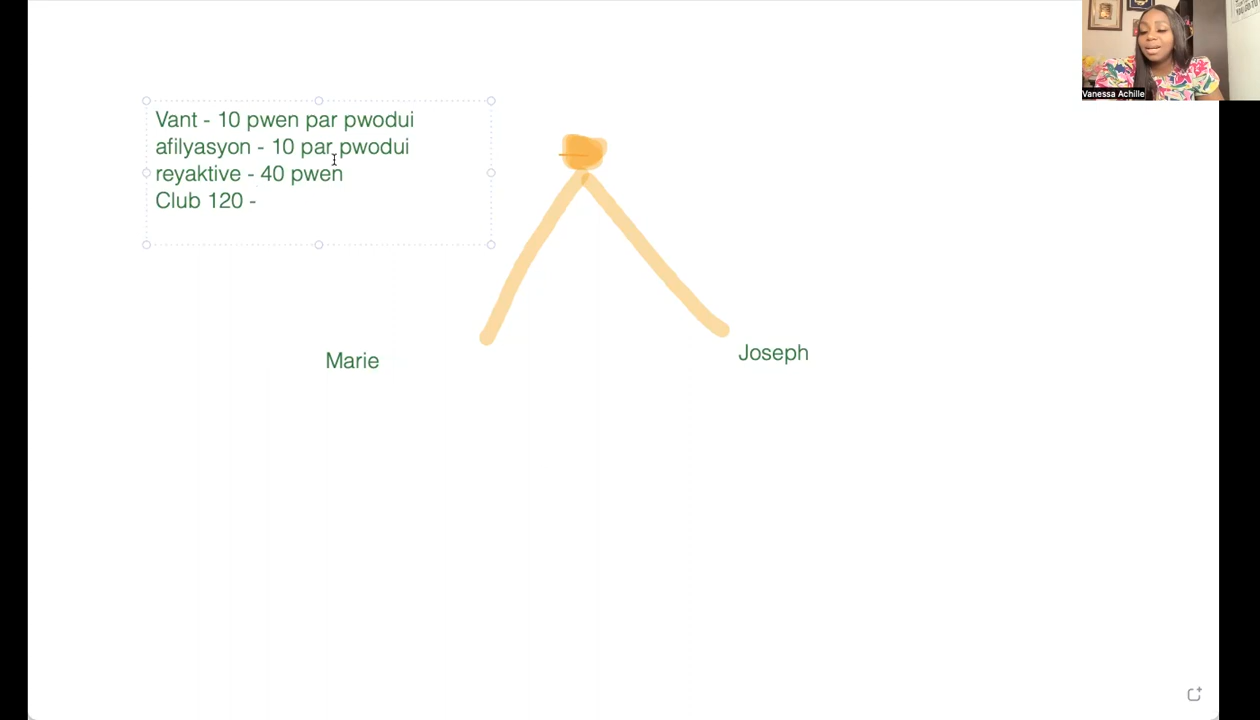 Vant - 10 pwen par pwodui
afilyasyon - 10 par pwodui
reyaktive - 40 pwen
Club 120 -
Marie
Joseph
Vanessa Achille